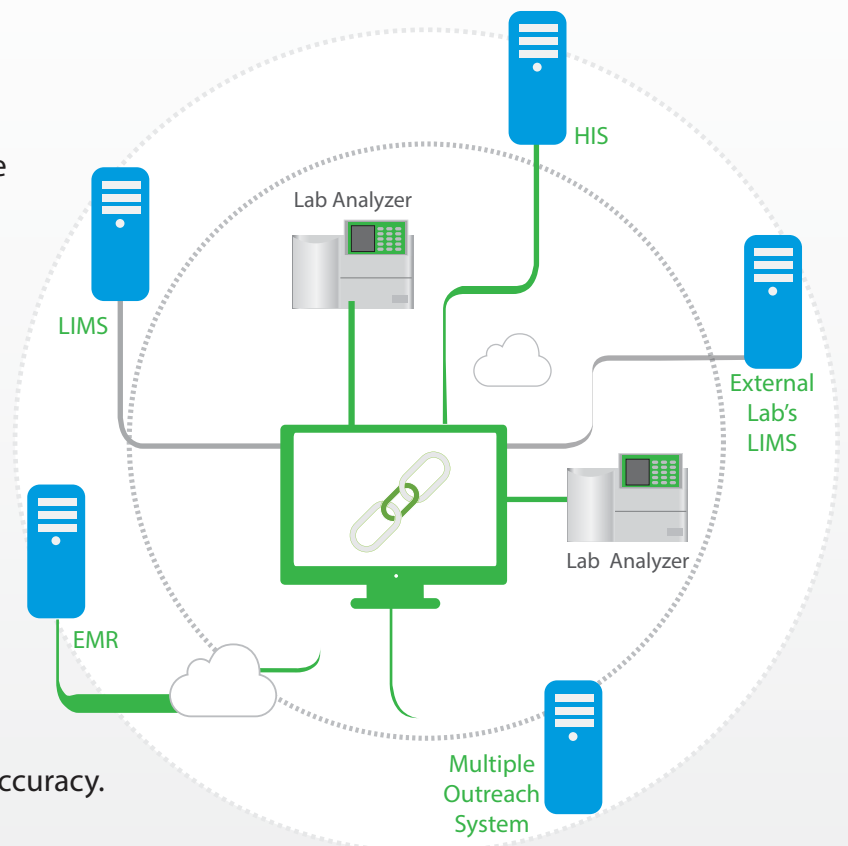 HIS
e
Lab Analyzer
LIMS
External
Lab's
LIMS
Lab Analyzer
EMR
Multiple
Outreach
System
ccuracy.